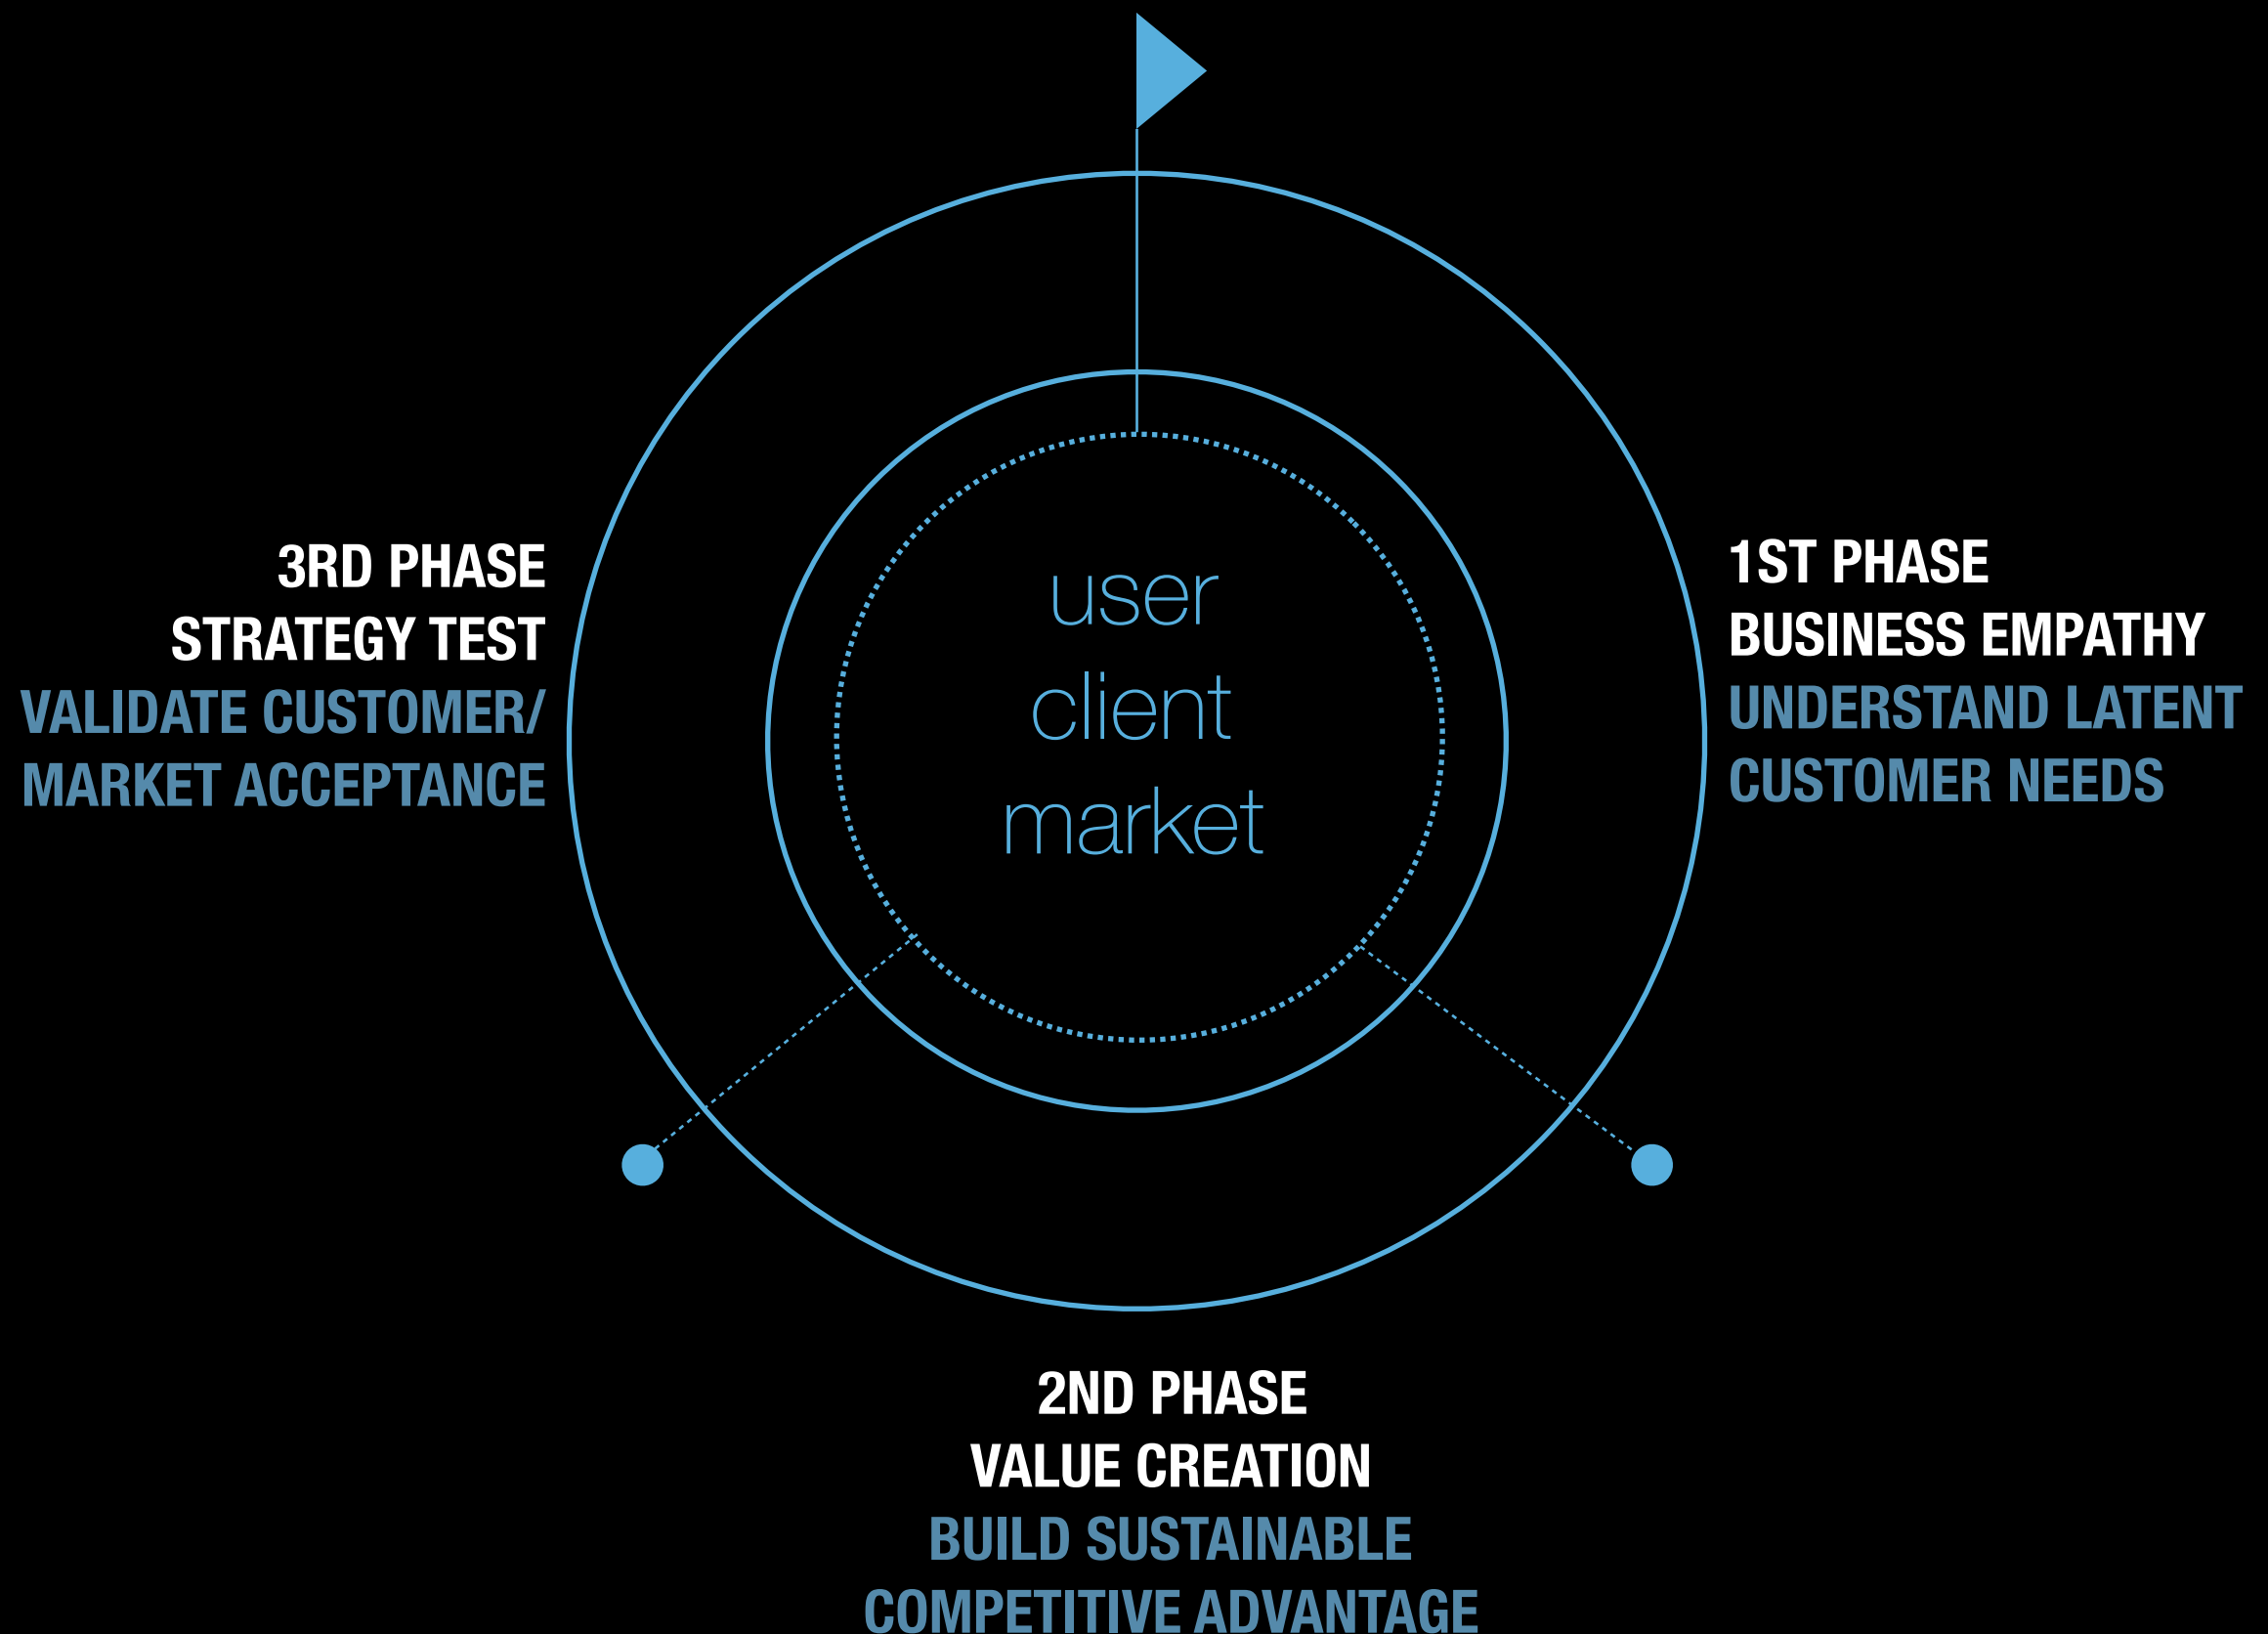 user
client
market
1ST PHASE
BUSINESS EMPATHY
UNDERSTAND LATENT
CUSTOMER NEEDS
2ND PHASE
VALUE CREATION
BUILD SUSTAINABLE
COMPETITIVE ADVANTAGE
3RD PHASE
STRATEGY TEST
VALIDATE CUSTOMER/
MARKET ACCEPTANCE